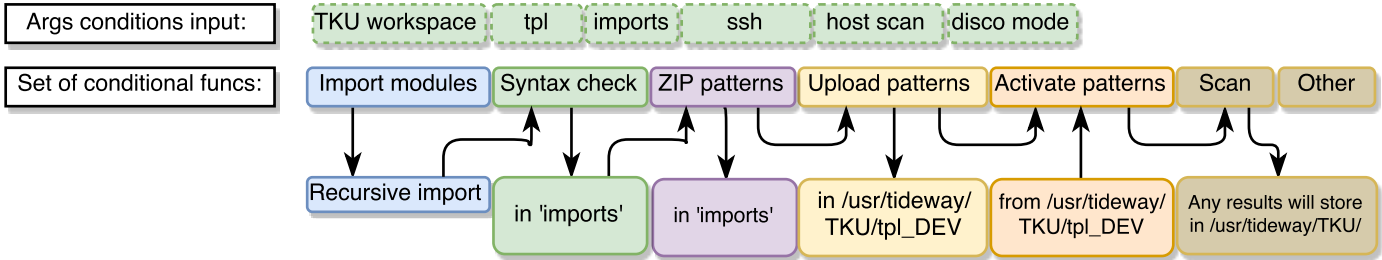 Args conditions input:
TKU workspace
tpl
imports
ssh
host scan
disco mode
Set of conditional funcs:
Import modules
Syntax check
ZIP patterns
Upload patterns
Activate patterns
Scan
Other
Recursive import
in 'imports'
in 'imports'
in /usr/tideway/
TKU/tpl_DEV
from /usr/tideway/
TKU/tpl_DEV
Any results will store
in /usr/tideway/TKU/